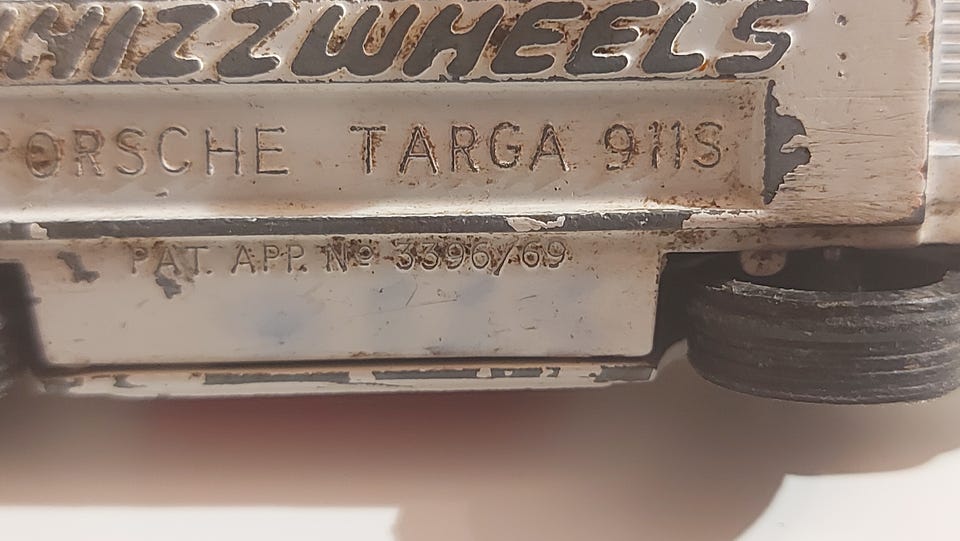 WHIZZWHEELS
PORSCHE TARGA 911S
PAT. APP. Nº 3396/69